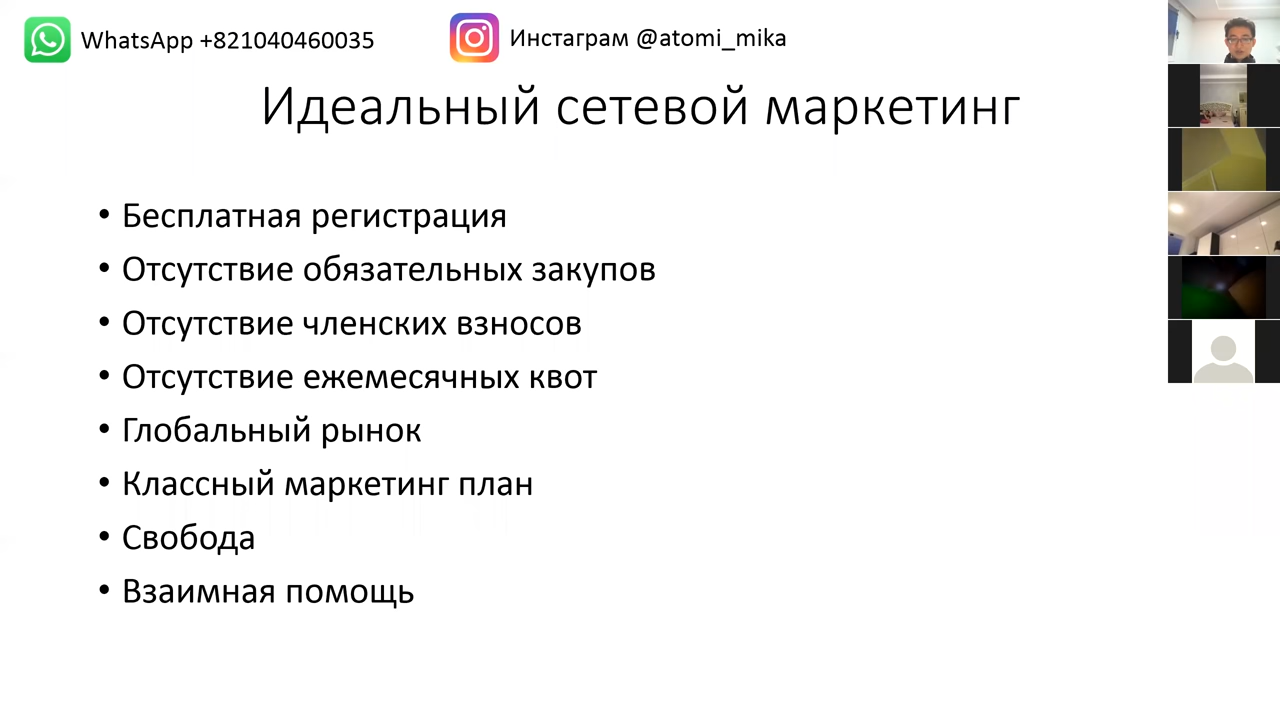 WhatsApp +821040460035
Инстаграм @atomi_mika
Идеальный сетевой маркетинг
• Бесплатная регистрация
• Отсутствие обязательных закупов
• Отсутствие членских взносов
• Отсутствие ежемесячных квот
• Глобальный рынок
• Классный маркетинг план
• Свобода
• Взаимная помощь